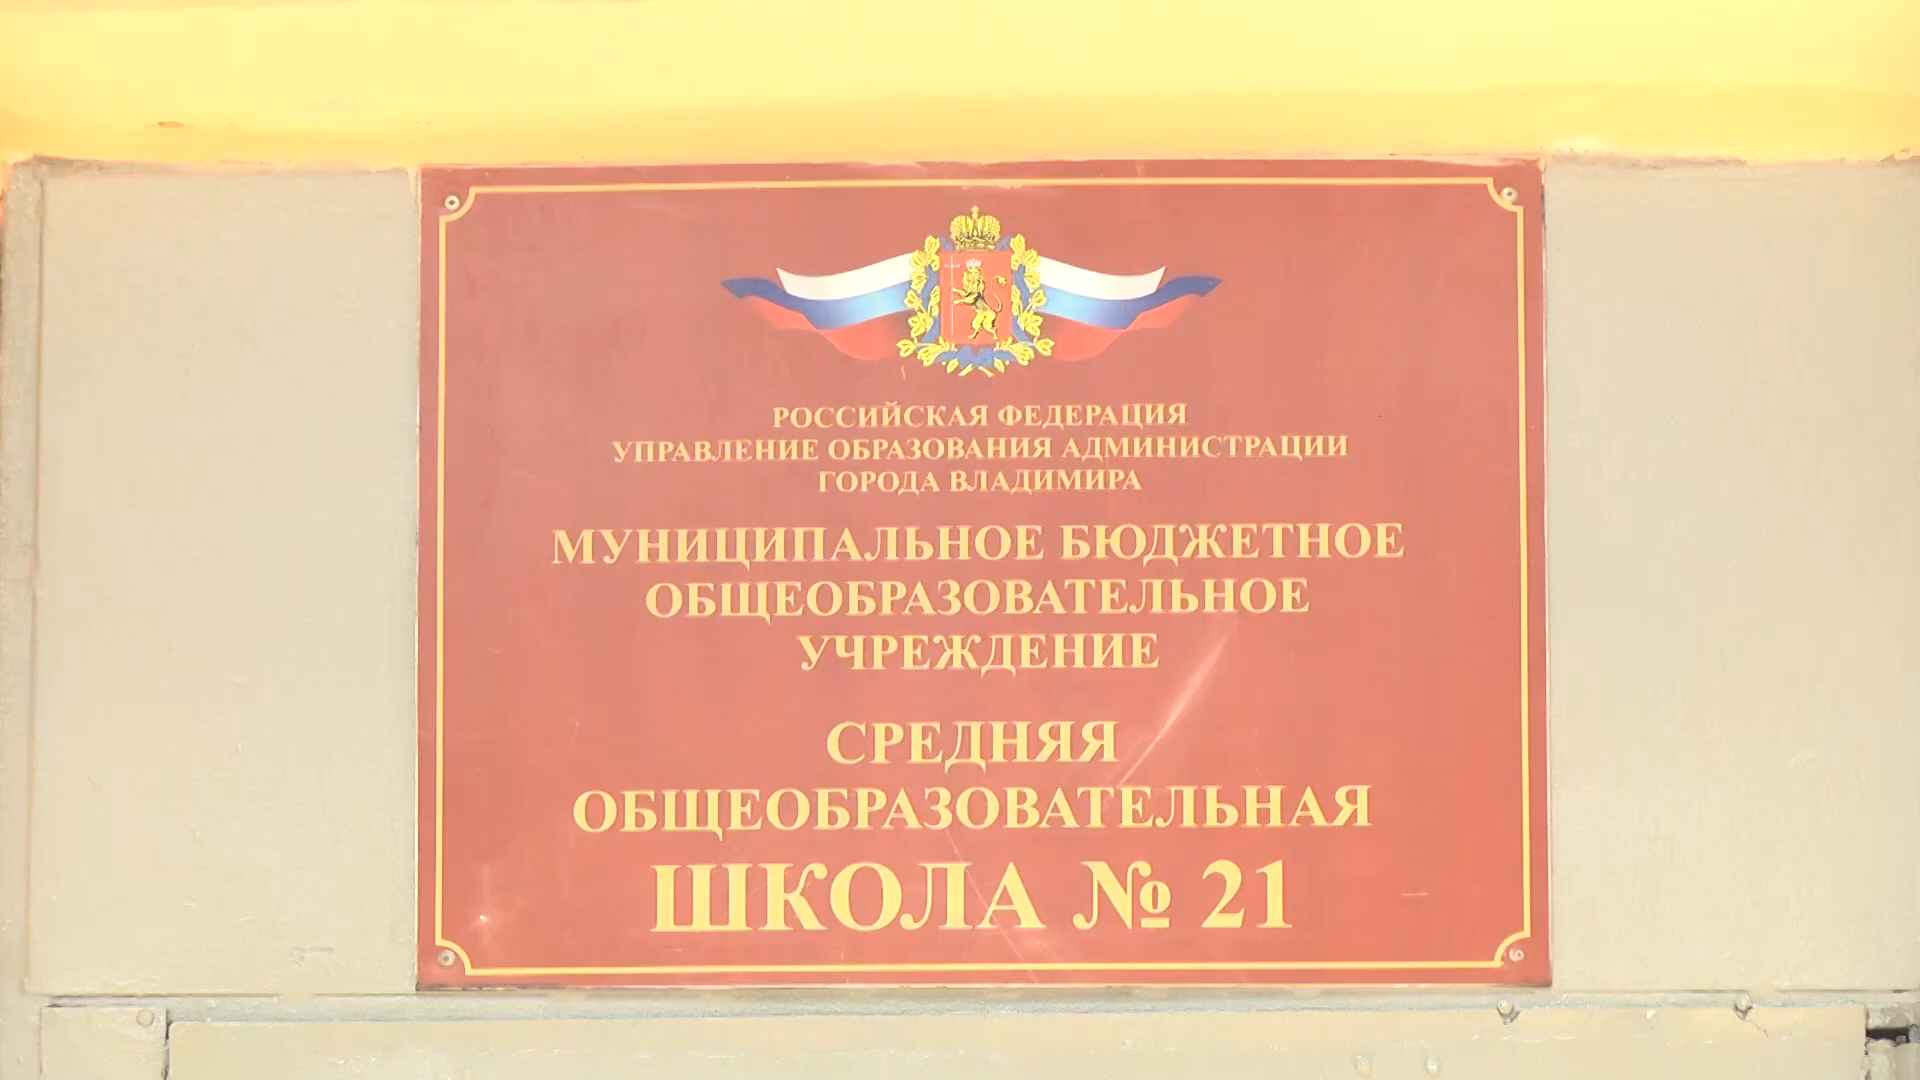 РОССИЙСКАЯ ФЕДЕРАЦИЯ
УПРАВЛЕНИЕ ОБРАЗОВАНИЯ АДМИНИСТРАЦИИ
ГОРОДА ВЛАДИМИРА
МУНИЦИПАЛЬНОЕ БЮДЖЕТНОЕ
ОБЩЕОБРАЗОВАТЕЛЬНОЕ
УЧРЕЖДЕНИЕ
СРЕДНЯЯ
ОБЩЕОБРАЗОВАТЕЛЬНАЯ
ШКОЛА № 21